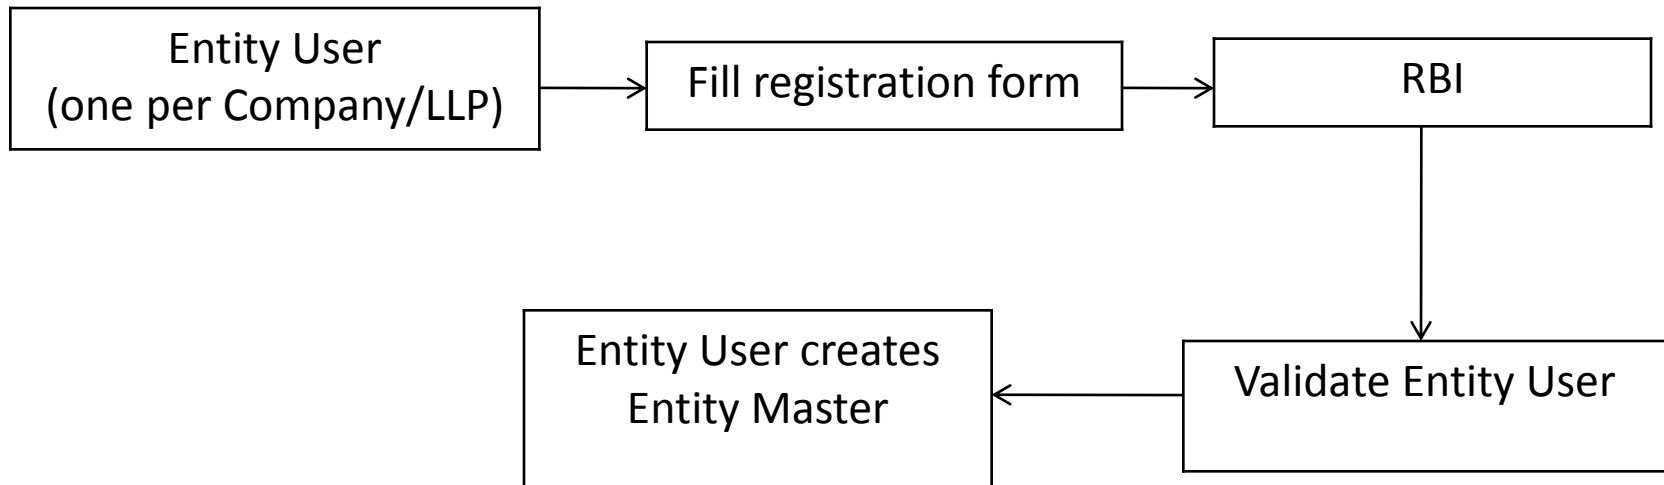 Entity User
(one per Company/LLP)
Fill registration form
RBI
Validate Entity User
Entity User creates
Entity Master